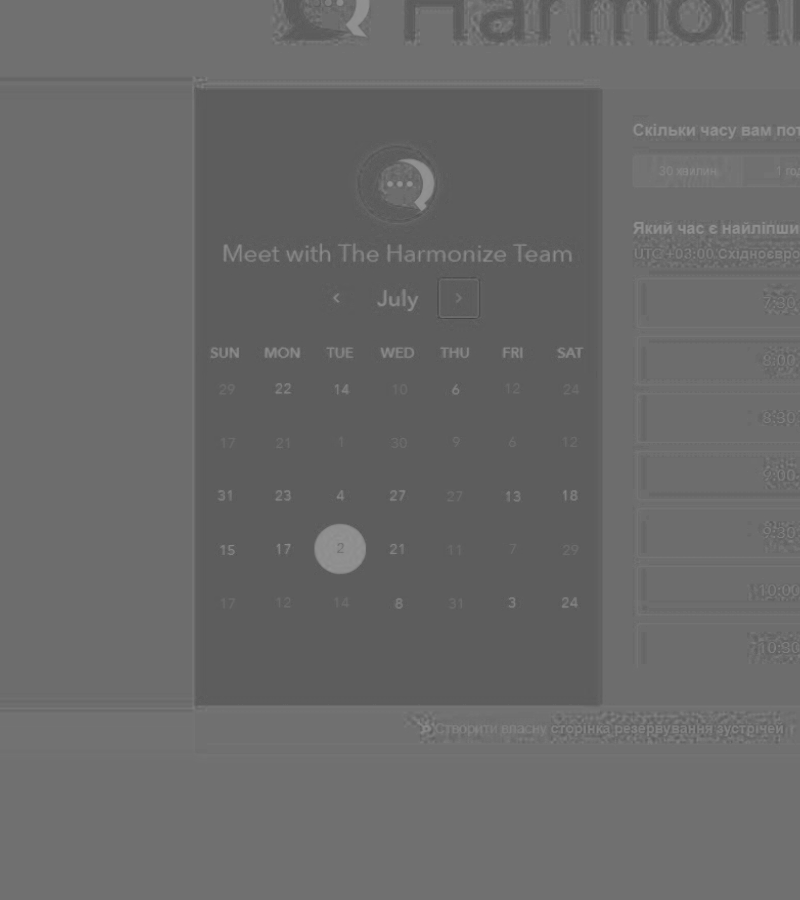 Harmoni
Скільки часу вам пот
30 хвилин
1 год
Meet with The Harmonize Team
Який час є найліпши
UTC +03:00 Східноєвро
‹ July ›
7:30
SUN MON TUE WED THU FRI SAT
8:00
29 22 14 10 6 12 24
8:30
17 21 1 30 9 6 12
9:00
31 23 4 27 27 13 18
15 17 2 21 11 7 29
10:00
17 12 14 8 31 3 24
10:30
Створити власну сторінка резервування зустрічей